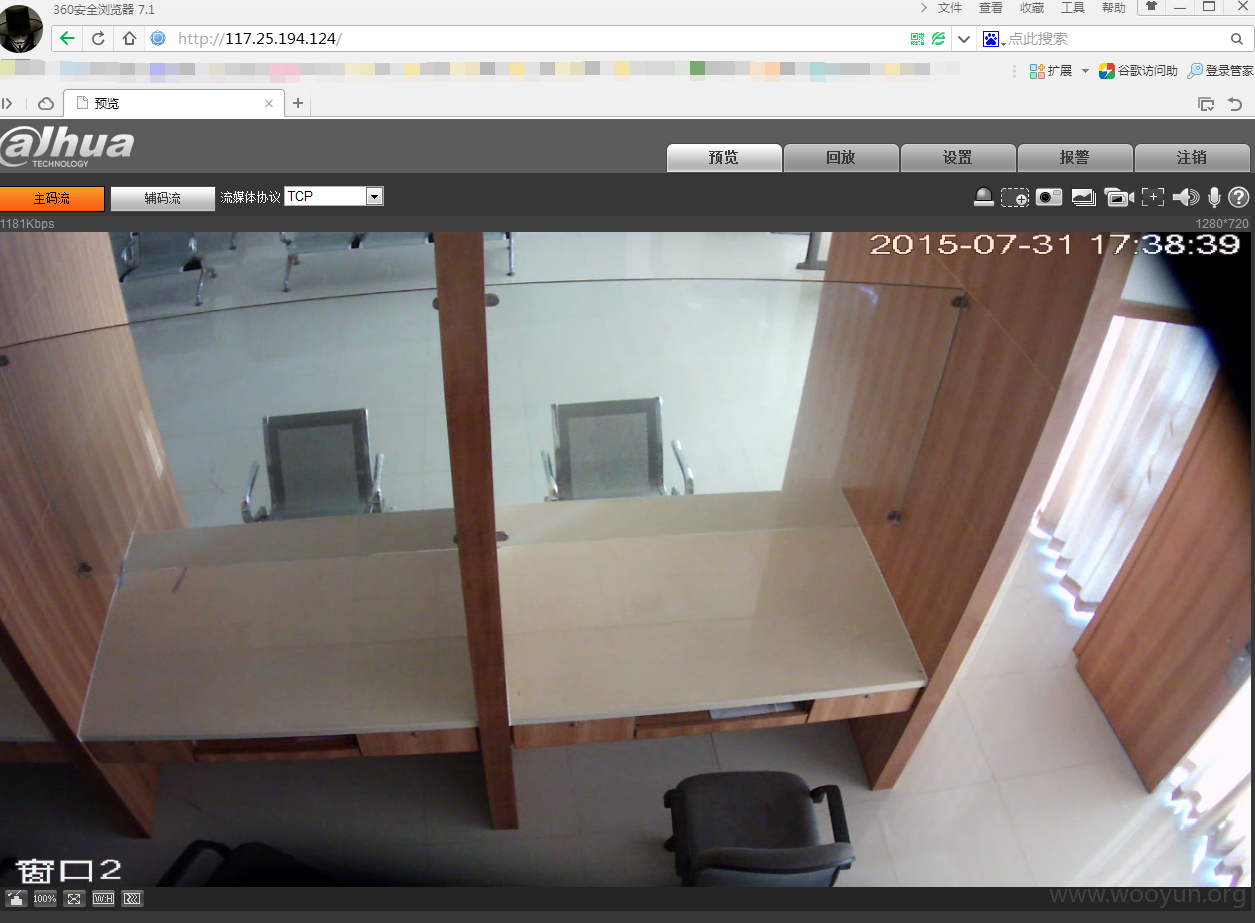 360安全浏览器 7.1
文件 查看 收藏 工具 帮助
http://117.25.194.124/
点此搜索
扩展 谷歌访问助 登录管家
预览
alhua
TECHNOLOGY
预览 回放 设置 报警 注销
主码流 辅码流 流媒体协议 TCP
1181Kbps
1280*720
2015-07-31 17:38:39
窗口2
100%
W:H
www.wooyun.org